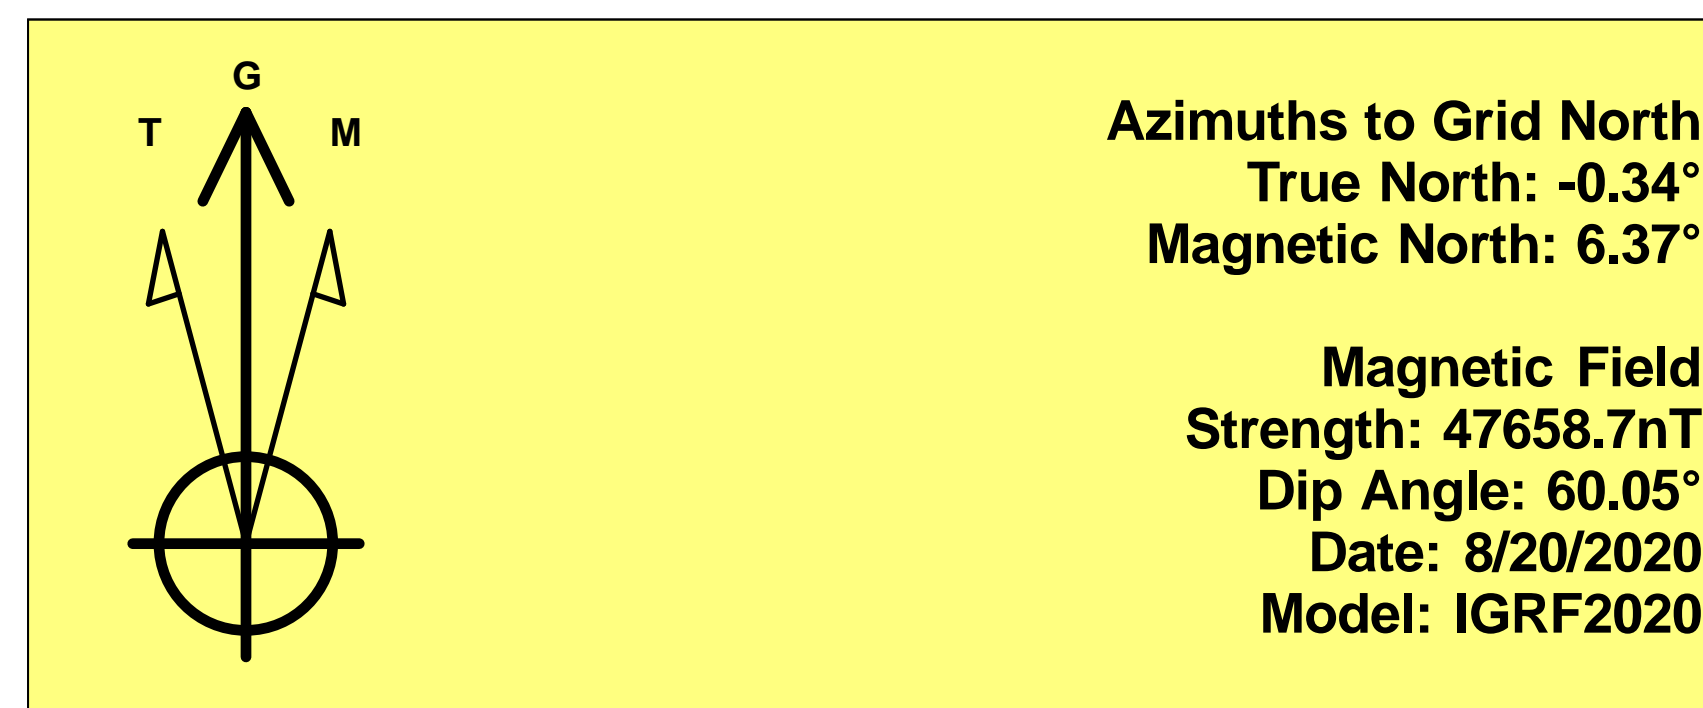 G
T M
Azimuths to Grid North
True North: -0.34°
Magnetic North: 6.37°
Magnetic Field
Strength: 47658.7nT
Dip Angle: 60.05°
Date: 8/20/2020
Model: IGRF2020